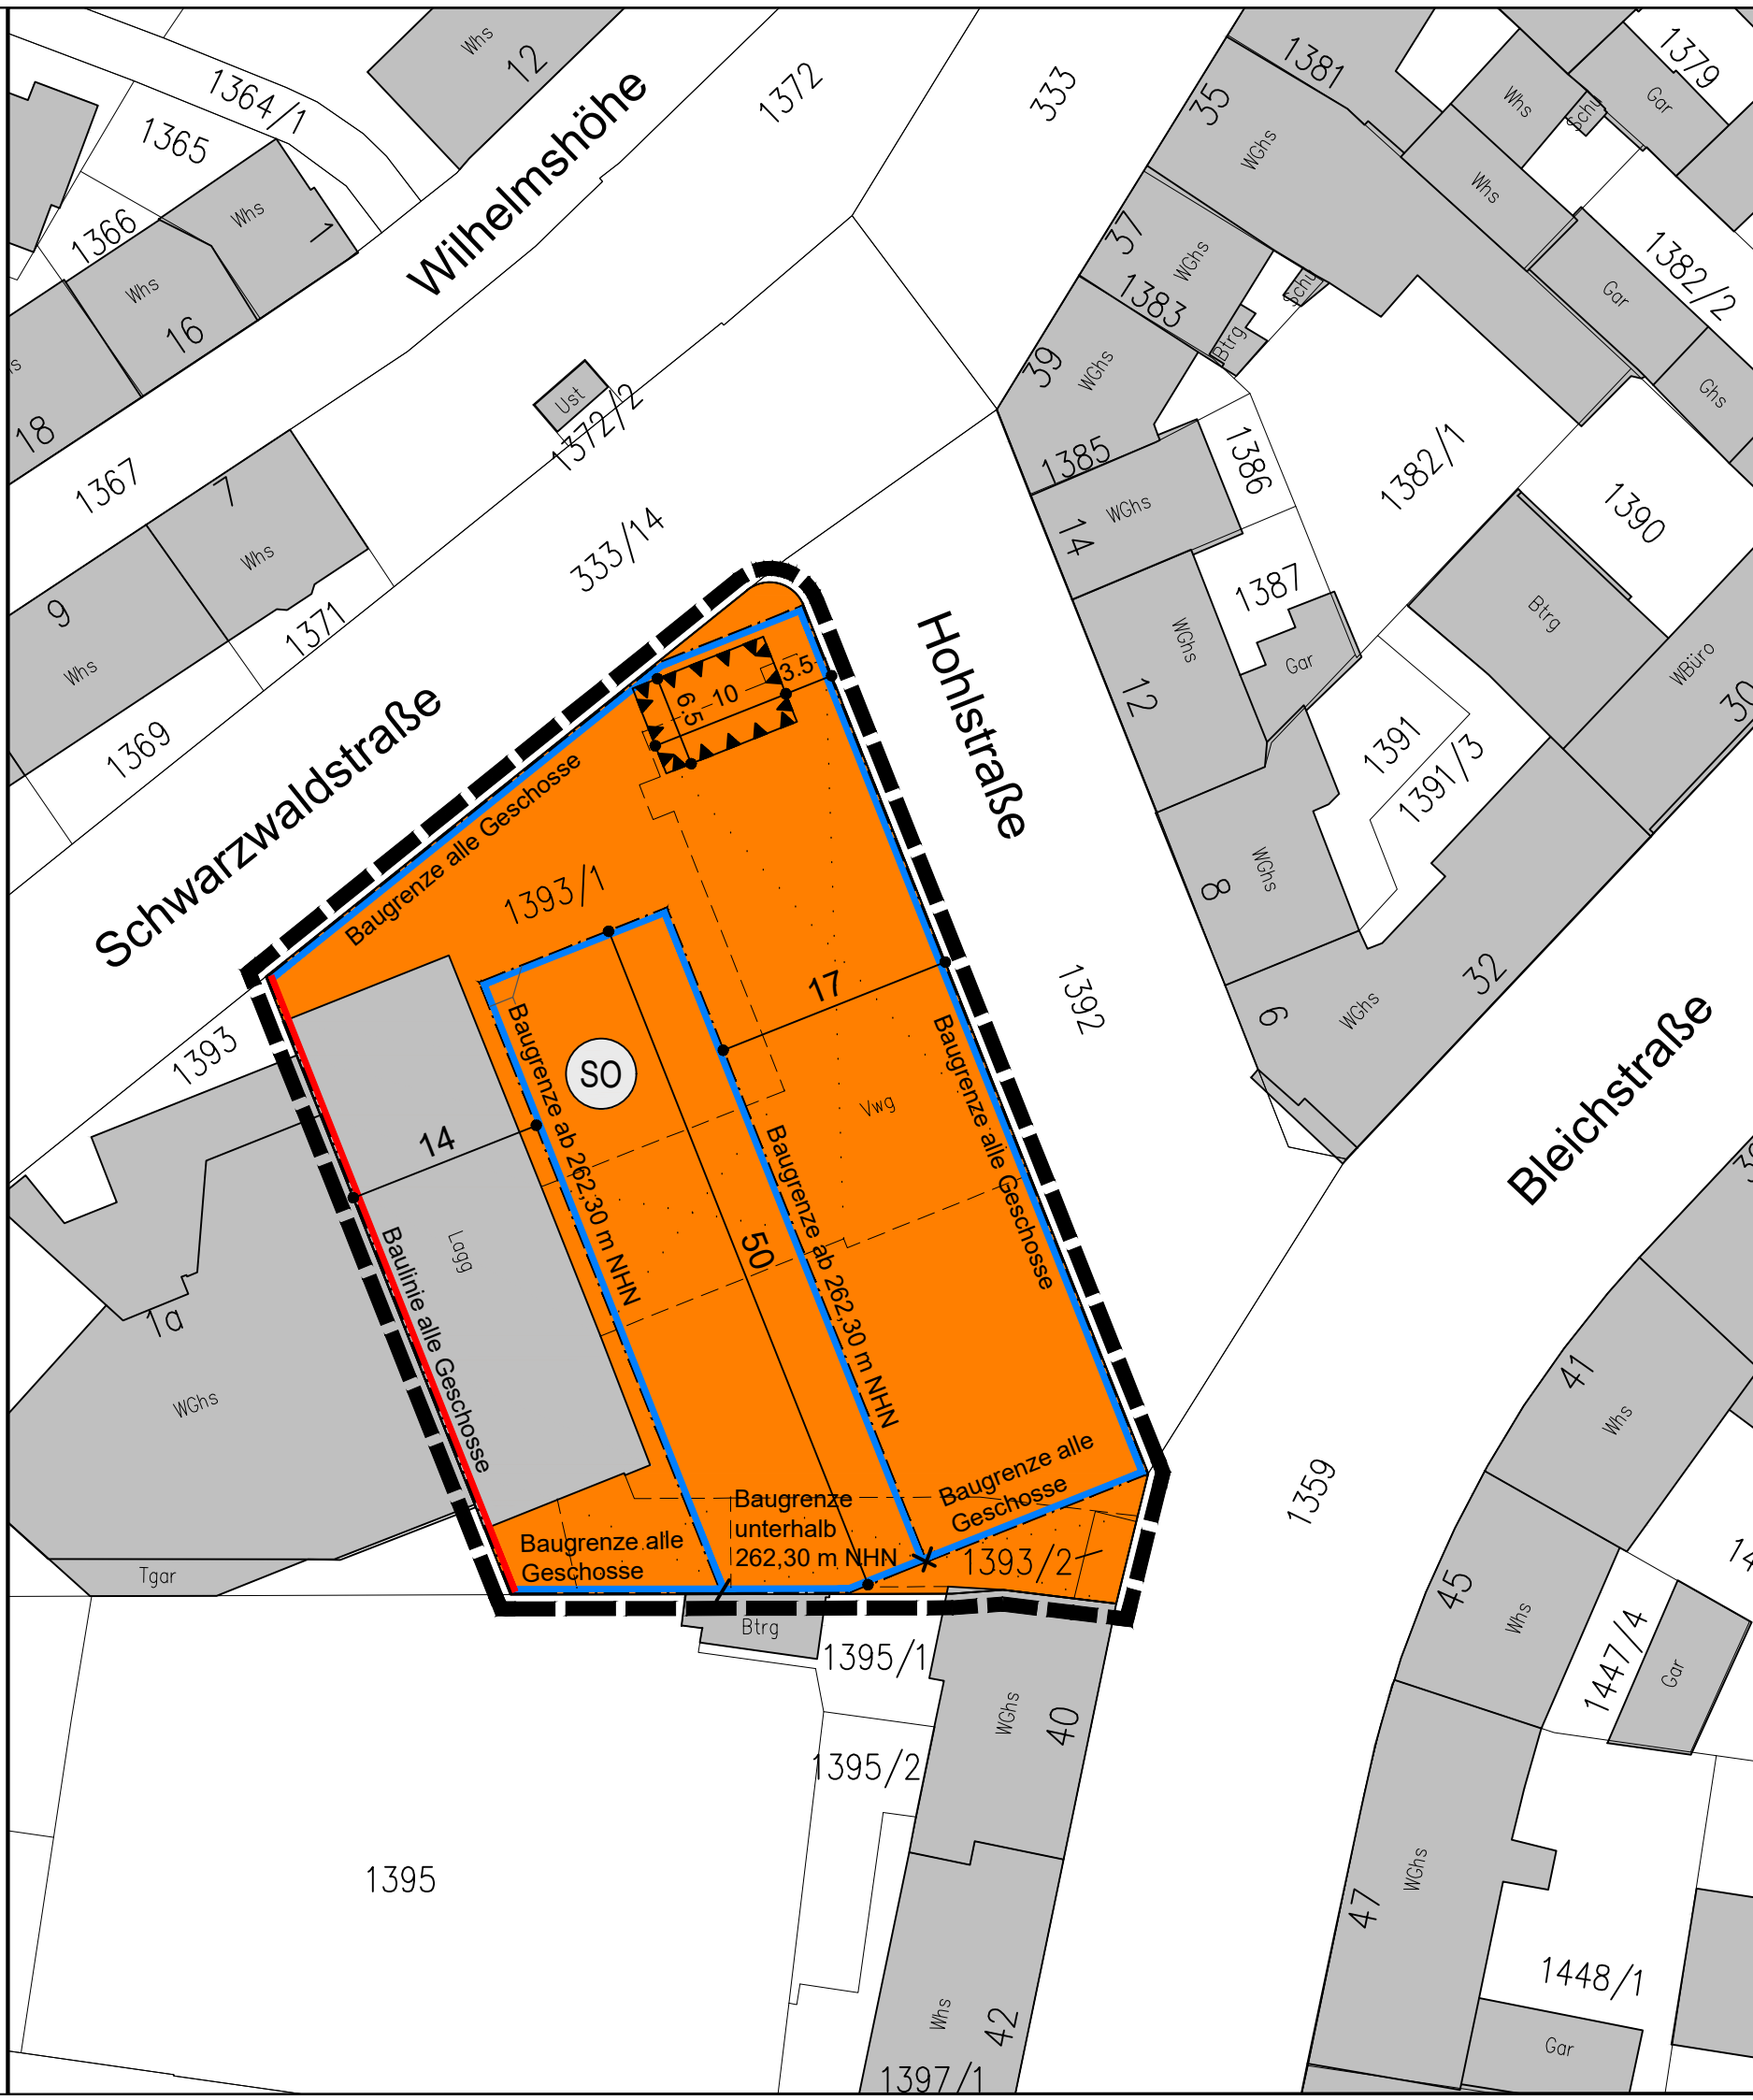 Whs
12
1364/1
1365
1372
333
35
1381
1379
Whs
Schu
Gar
WGhs
Wilhelmshöhe
1366
Whs
1
Whs
16
18
37
WGhs
1383
Schu
Btrg
Whs
1382/2
Gar
39
WGhs
Ust
1372/2
1367
7
Whs
1385
1386
1382/1
Ghs
14
WGhs
1390
333/14
9
Whs
1371
1387
WGhs
Gar
Btrg
WBüro
30
12
1369
Schwarzwaldstraße
Hohlstraße
3.5
10
6.5
1391
1391/3
Baugrenze alle Geschosse
1393/1
8
WGhs
17
32
6
WGhs
1392
Bleichstraße
1393
SO
14
Baugrenze ab 262,30 m NHN
Vwg
Baugrenze alle Geschosse
Lagg
50
Baugrenze ab 262,30 m NHN
Baulinie alle Geschosse
1a
WGhs
41
Whs
Baugrenze alle
Geschosse
Baugrenze
unterhalb
262,30 m NHN
Baugrenze alle
Geschosse
1393/2
1359
Tgar
Btrg
45
Whs
1395/1
1447/4
Gar
WGhs
40
1395/2
1395
47
WGhs
1448/1
Whs
42
Gar
1397/1